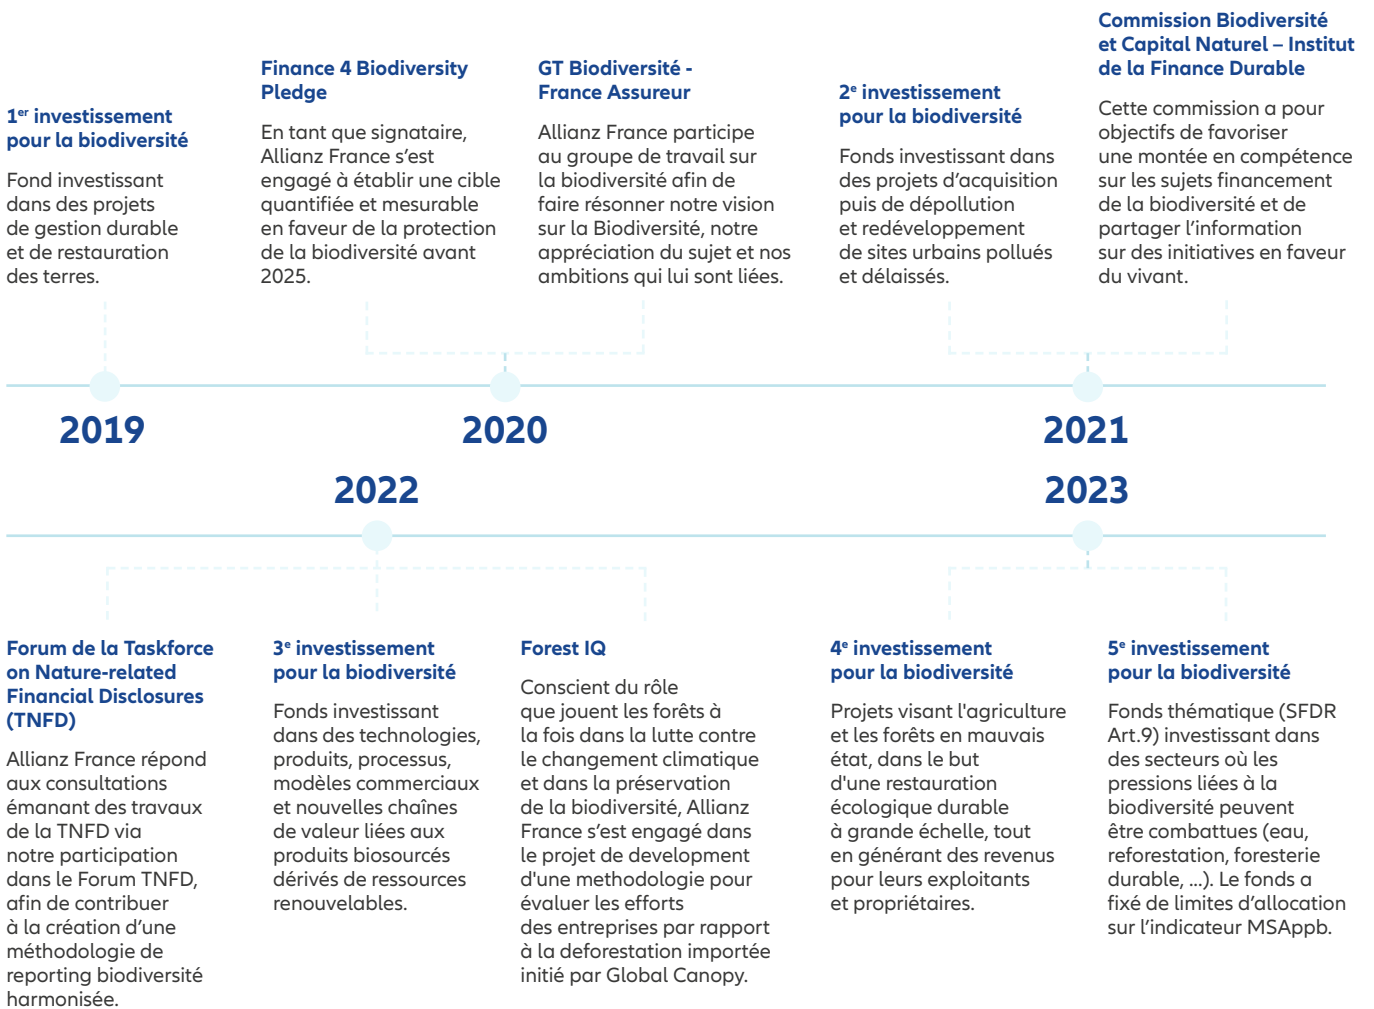 1er investissement
pour la biodiversité
Fond investissant
dans des projets
de gestion durable
et de restauration
des terres.
Finance 4 Biodiversity
Pledge
En tant que signataire,
Allianz France s’est
engagé à établir une cible
quantifiée et mesurable
en faveur de la protection
de la biodiversité avant
2025.
GT Biodiversité -
France Assureur
Allianz France participe
au groupe de travail sur
la biodiversité afin de
faire résonner notre vision
sur la Biodiversité, notre
appréciation du sujet et nos
ambitions qui lui sont liées.
2e investissement
pour la biodiversité
Fonds investissant dans
des projets d’acquisition
puis de dépollution
et redéveloppement
de sites urbains pollués
et délaissés.
Commission Biodiversité
et Capital Naturel – Institut
de la Finance Durable
Cette commission a pour
objectifs de favoriser
une montée en compétence
sur les sujets financement
de la biodiversité et de
partager l’information
sur des initiatives en faveur
du vivant.
2019
2020
2021
2022
2023
Forum de la Taskforce
on Nature-related
Financial Disclosures
(TNFD)
Allianz France répond
aux consultations
émanant des travaux
de la TNFD via
notre participation
dans le Forum TNFD,
afin de contribuer
à la création d’une
méthodologie de
reporting biodiversité
harmonisée.
3e investissement
pour la biodiversité
Fonds investissant
dans des technologies,
produits, processus,
modèles commerciaux
et nouvelles chaînes
de valeur liées aux
produits biosourcés
dérivés de ressources
renouvelables.
Forest IQ
Conscient du rôle
que jouent les forêts à
la fois dans la lutte contre
le changement climatique
et dans la préservation
de la biodiversité, Allianz
France s’est engagé dans
le projet de development
d'une methodologie pour
évaluer les efforts
des entreprises par rapport
à la deforestation importée
initié par Global Canopy.
4e investissement
pour la biodiversité
Projets visant l'agriculture
et les forêts en mauvais
état, dans le but
d'une restauration
écologique durable
à grande échelle, tout
en générant des revenus
pour leurs exploitants
et propriétaires.
5e investissement
pour la biodiversité
Fonds thématique (SFDR
Art.9) investissant dans
des secteurs où les
pressions liées à la
biodiversité peuvent
être combattues (eau,
reforestation, foresterie
durable, ...). Le fonds a
fixé de limites d’allocation
sur l’indicateur MSAppb.